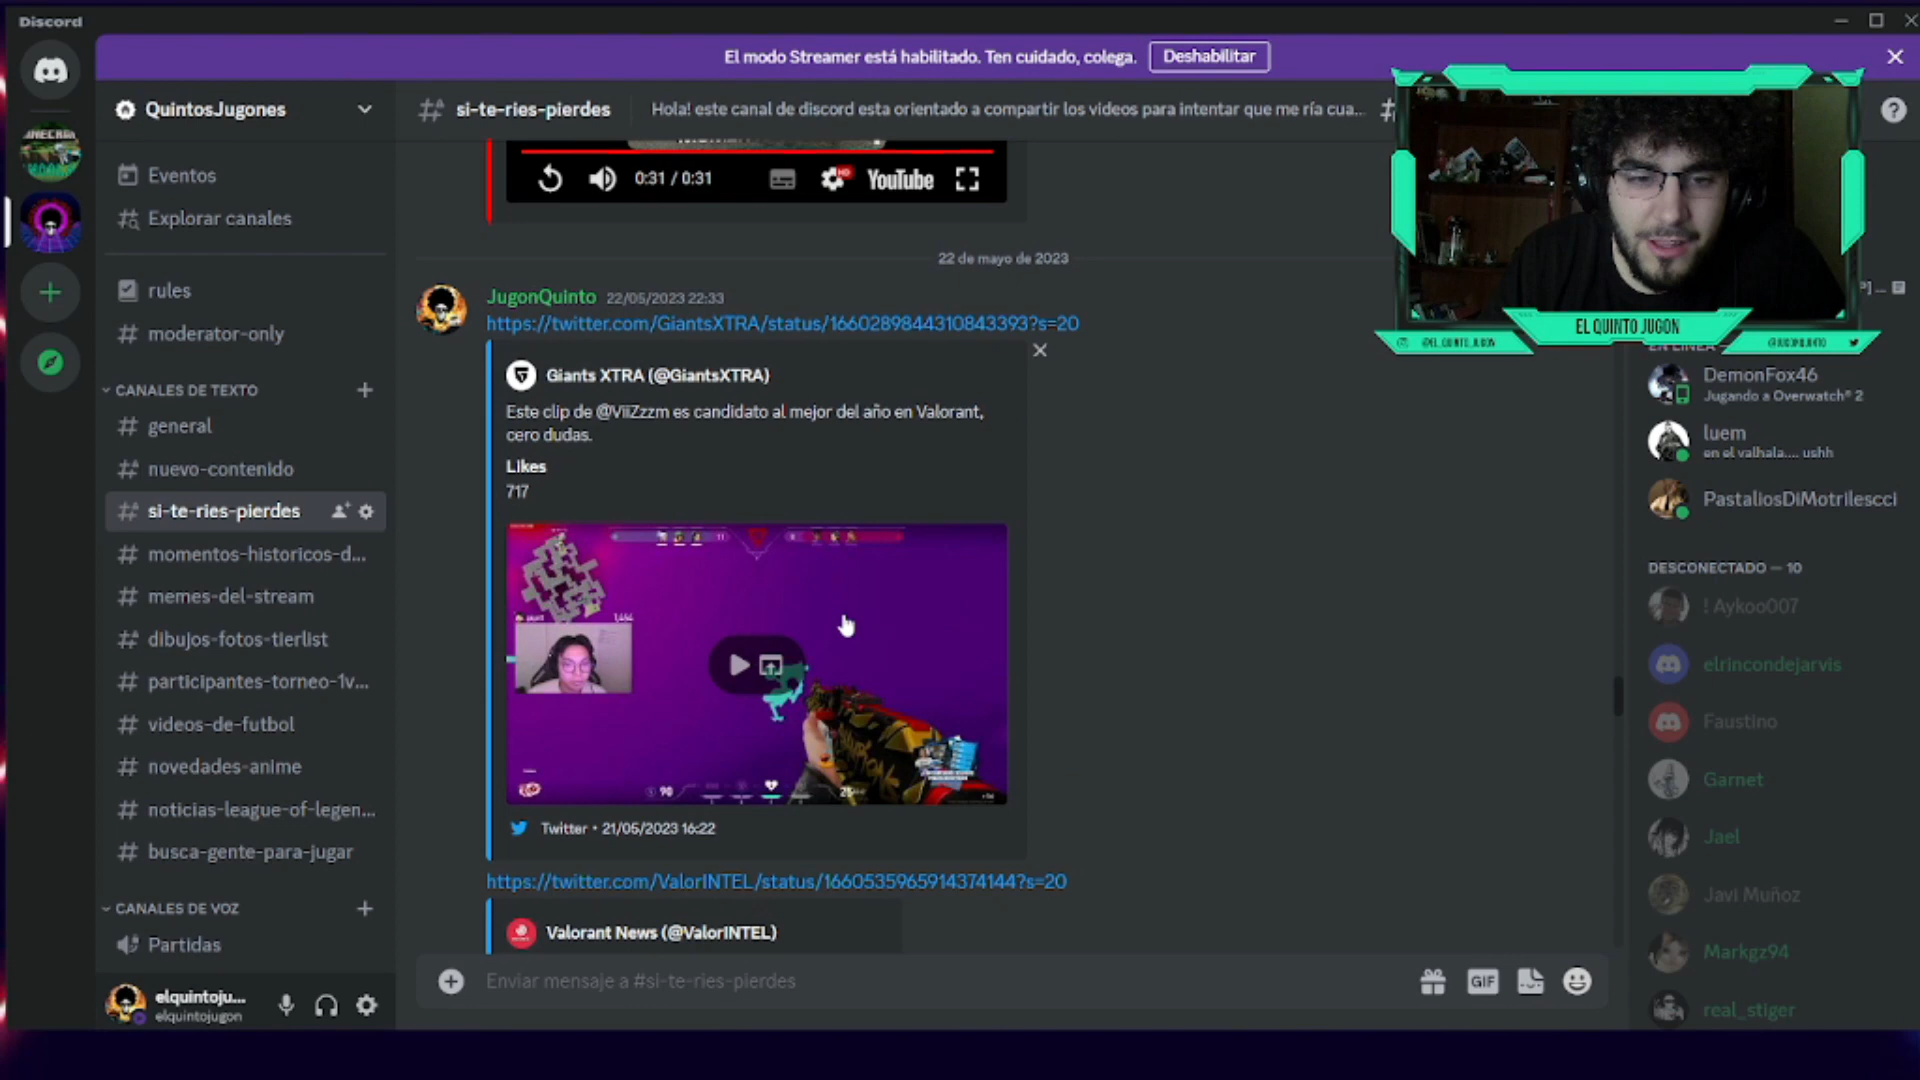 Discord
El modo Streamer está habilitado. Ten cuidado, colega.
Deshabilitar
QuintosJugones
si-te-ries-pierdes
Hola! este canal de discord esta orientado a compartir los videos para intentar que me ría cua...
Eventos
Explorar canales
rules
moderator-only
CANALES DE TEXTO
general
nuevo-contenido
si-te-ries-pierdes
momentos-historicos-d...
memes-del-stream
dibujos-fotos-tierlist
participantes-torneo-1v...
videos-de-futbol
novedades-anime
noticias-league-of-legen...
busca-gente-para-jugar
CANALES DE VOZ
Partidas
elquintoju...
elquintojugon
0:31 / 0:31
HD
YouTube
22 de mayo de 2023
JugonQuinto 22/05/2023 22:33
https://twitter.com/GiantsXTRA/status/1660289844310843393?s=20
Giants XTRA (@GiantsXTRA)
Este clip de @ViiZzzm es candidato al mejor del año en Valorant,
cero dudas.
Likes
717
11
90
Twitter • 21/05/2023 16:22
https://twitter.com/ValorINTEL/status/1660535965914374144?s=20
Valorant News (@ValorINTEL)
Enviar mensaje a #si-te-ries-pierdes
GIF
EL QUINTO JUGON
@EL_QUINTO_JUGON
@JUGONQUINTO
EN LÍNEA —
DemonFox46
Jugando a Overwatch® 2
luem
en el valhala.... ushh
PastaliosDiMotrilescci
DESCONECTADO — 10
! Aykoo007
elrincondejarvis
Faustino
Garnet
Jael
Javi Muñoz
Markgz94
real_stiger